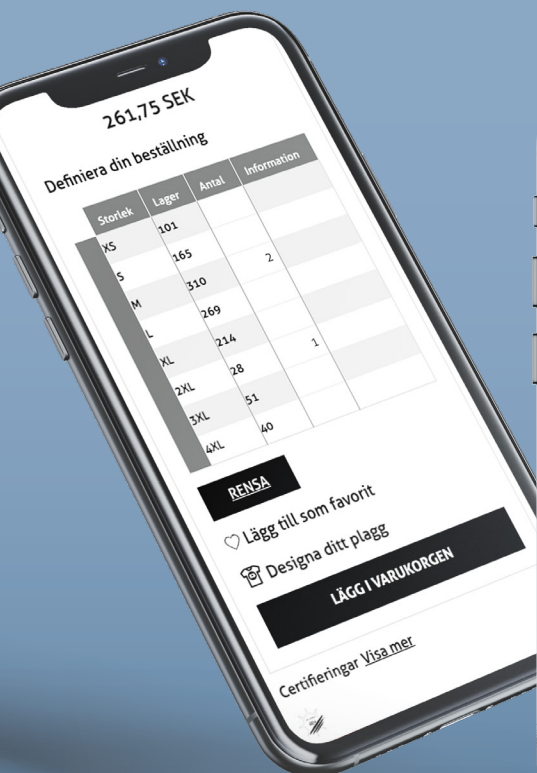 261,75 SEK
Definiera din beställning
Storlek Lager Antal Information
XS 101
S 165
M 310 2
L 269
XL 214
2XL 28 1
3XL 51
4XL 40
RENSA
Lägg till som favorit
Designa ditt plagg
LÄGG I VARUKORGEN
Certifieringar Visa mer